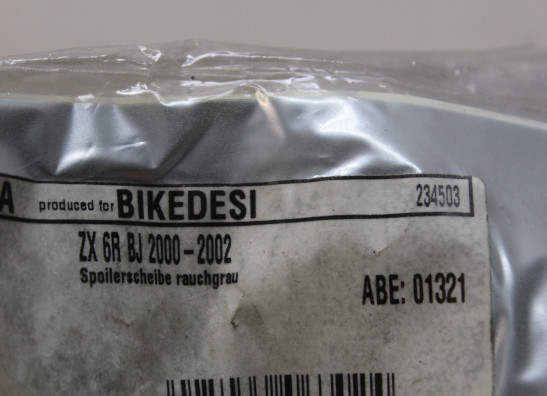 A produced for BIKEDESI 234503
ZX 6R BJ 2000-2002
Spoilerscheibe rauchgrau
ABE: 01321